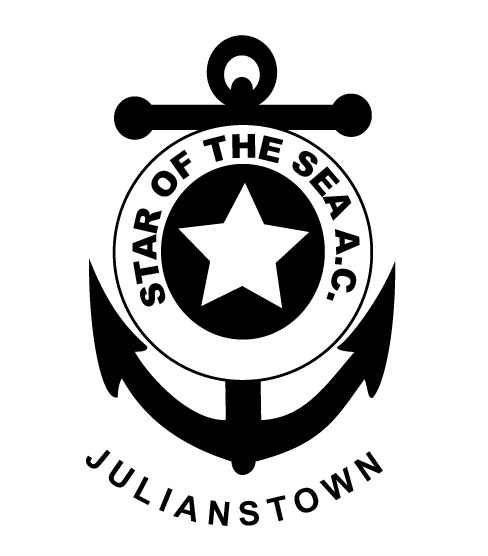 STAR OF THE SEA A.C.
JULIANSTOWN